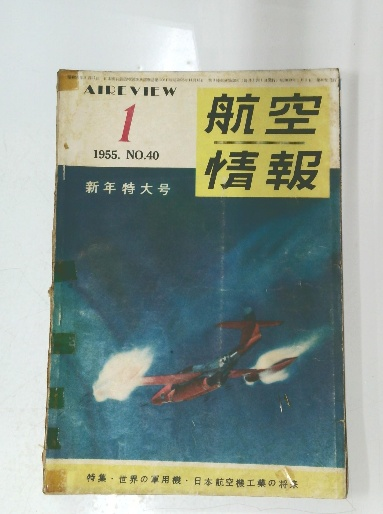 AIREVIEW
1
1955. NO.40
新年特大号
航空
情報
特集・世界の軍用機・日本航空機工業の将来